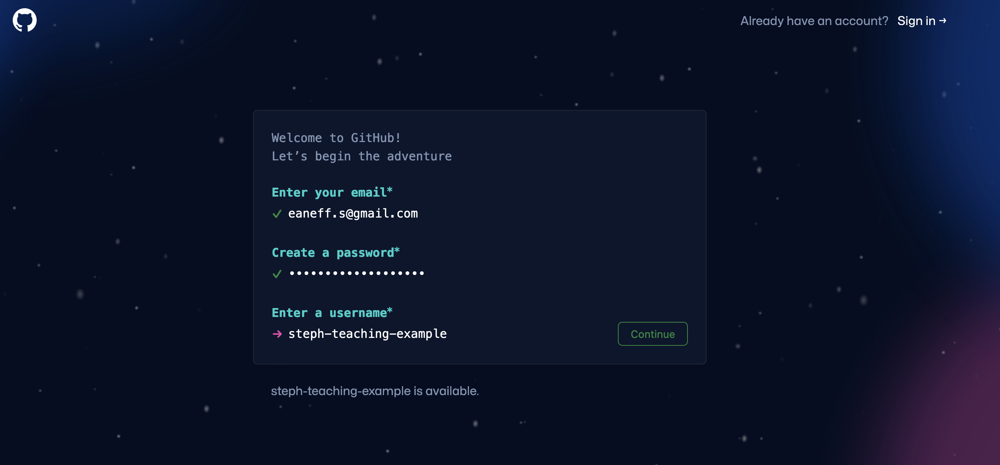 Already have an account? Sign in →
Welcome to GitHub!
Let’s begin the adventure
Enter your email*
✓ eaneff.s@gmail.com
Create a password*
✓ •••••••••••••••••••
Enter a username*
→ steph-teaching-example
Continue
steph-teaching-example is available.